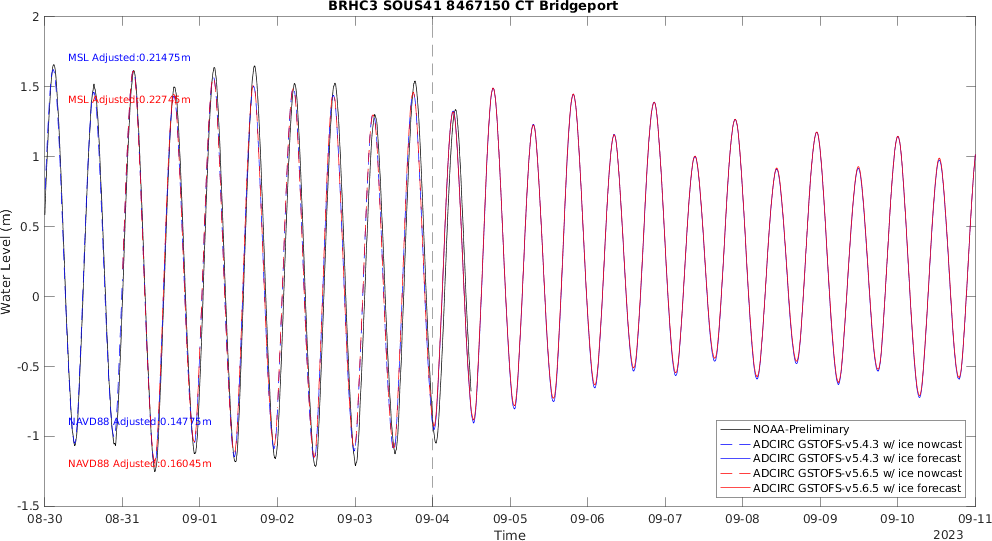 BRHC3 SOUS41 8467150 CT Bridgeport
Water Level (m)
2
1.5
1
0.5
0
-0.5
-1
-1.5
MSL Adjusted:0.21475m
MSL Adjusted:0.22745m
NAVD88 Adjusted:0.14775m
NAVD88 Adjusted:0.16045m
NOAA-Preliminary
ADCIRC GSTOFS-v5.4.3 w/ ice nowcast
ADCIRC GSTOFS-v5.4.3 w/ ice forecast
ADCIRC GSTOFS-v5.6.5 w/ ice nowcast
ADCIRC GSTOFS-v5.6.5 w/ ice forecast
08-30 08-31 09-01 09-02 09-03 09-04 09-05 09-06 09-07 09-08 09-09 09-10 09-11
Time
2023